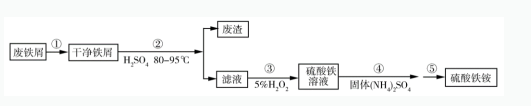 废渣
① ②
废铁屑 干净铁屑 H₂SO₄ 80-95℃
③ ④ ⑤
滤液 5%H₂O₂ 硫酸铁溶液 固体(NH₄)₂SO₄ 硫酸铁铵